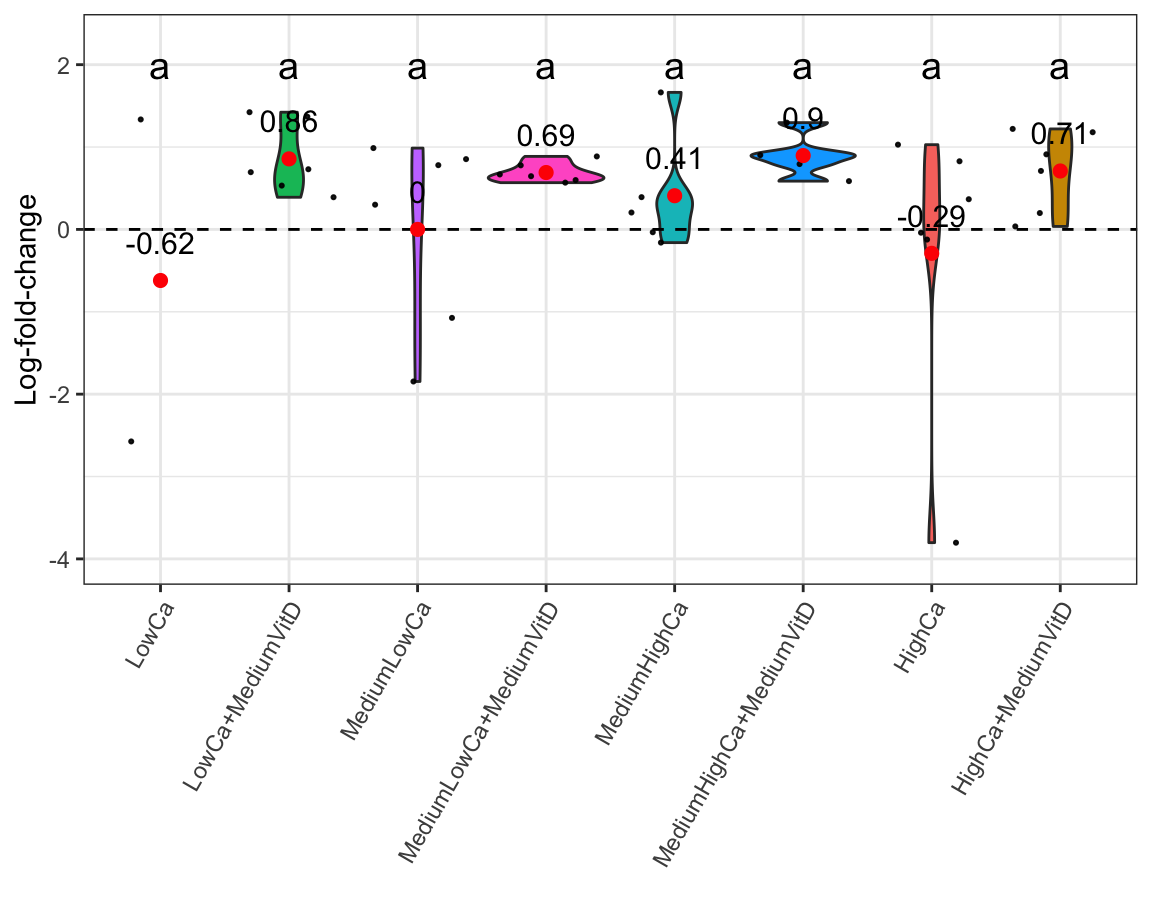 2
0
-2
-4
Log-fold-change
a a a a a a a a
-0.62
0.86
0
0.69
0.41
0.9
-0.29
0.71
LowCa
LowCa+MediumVitD
MediumLowCa
MediumLowCa+MediumVitD
MediumHighCa
MediumHighCa+MediumVitD
HighCa
HighCa+MediumVitD